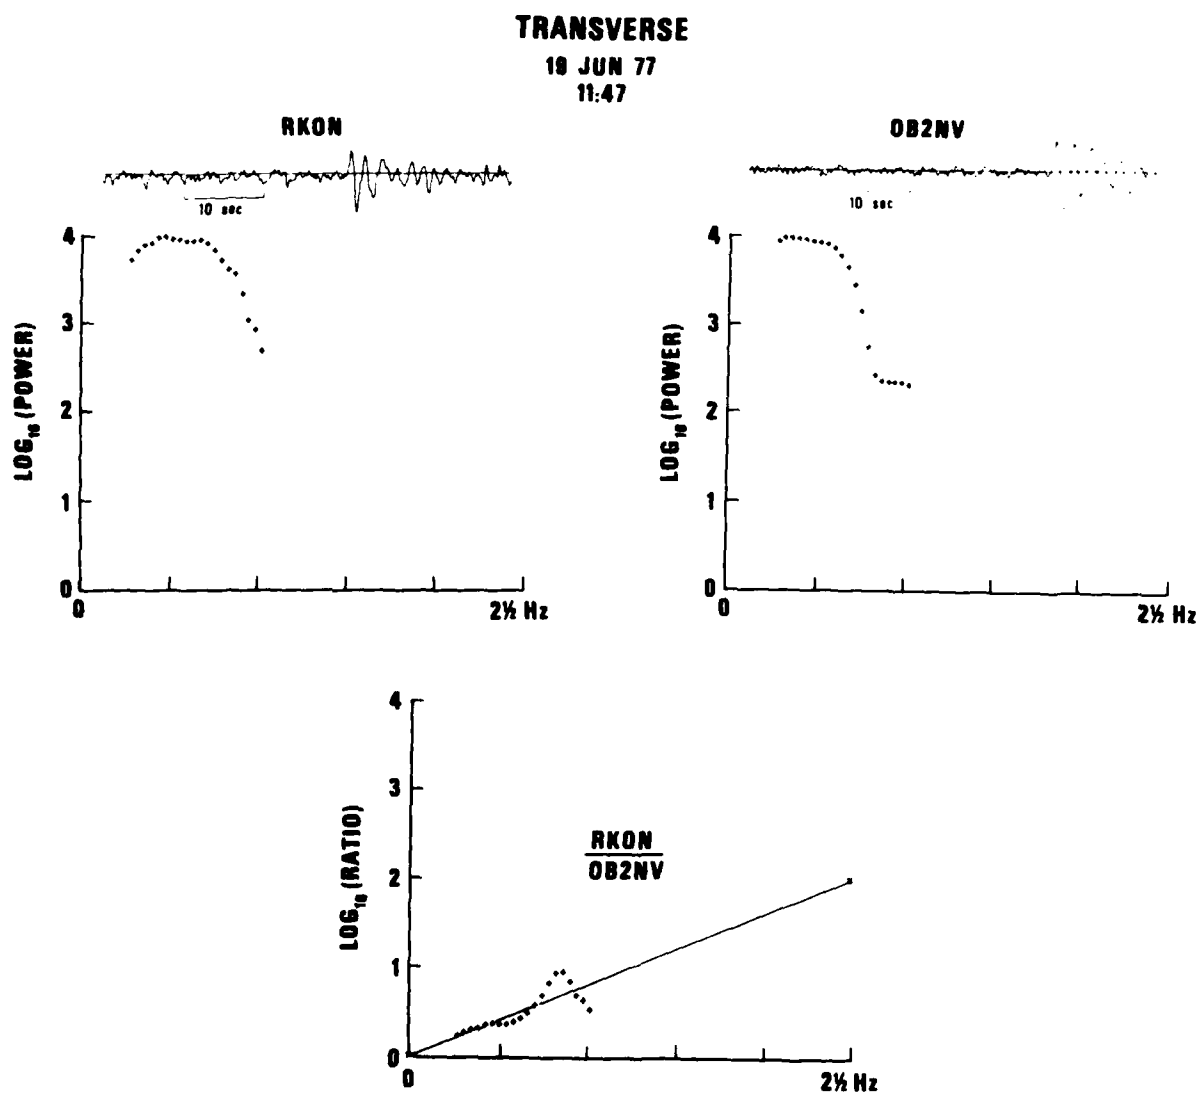 TRANSVERSE
19 JUN 77
11:47
RKON
OB2NV
10 sec
10 sec
4
3
2
1
0
LOG₁₀ (POWER)
0
2½ Hz
4
3
2
1
0
LOG₁₀ (POWER)
0
2½ Hz
4
3
2
1
0
LOG₁₀ (RATIO)
RKON
OB2NV
0
2½ Hz